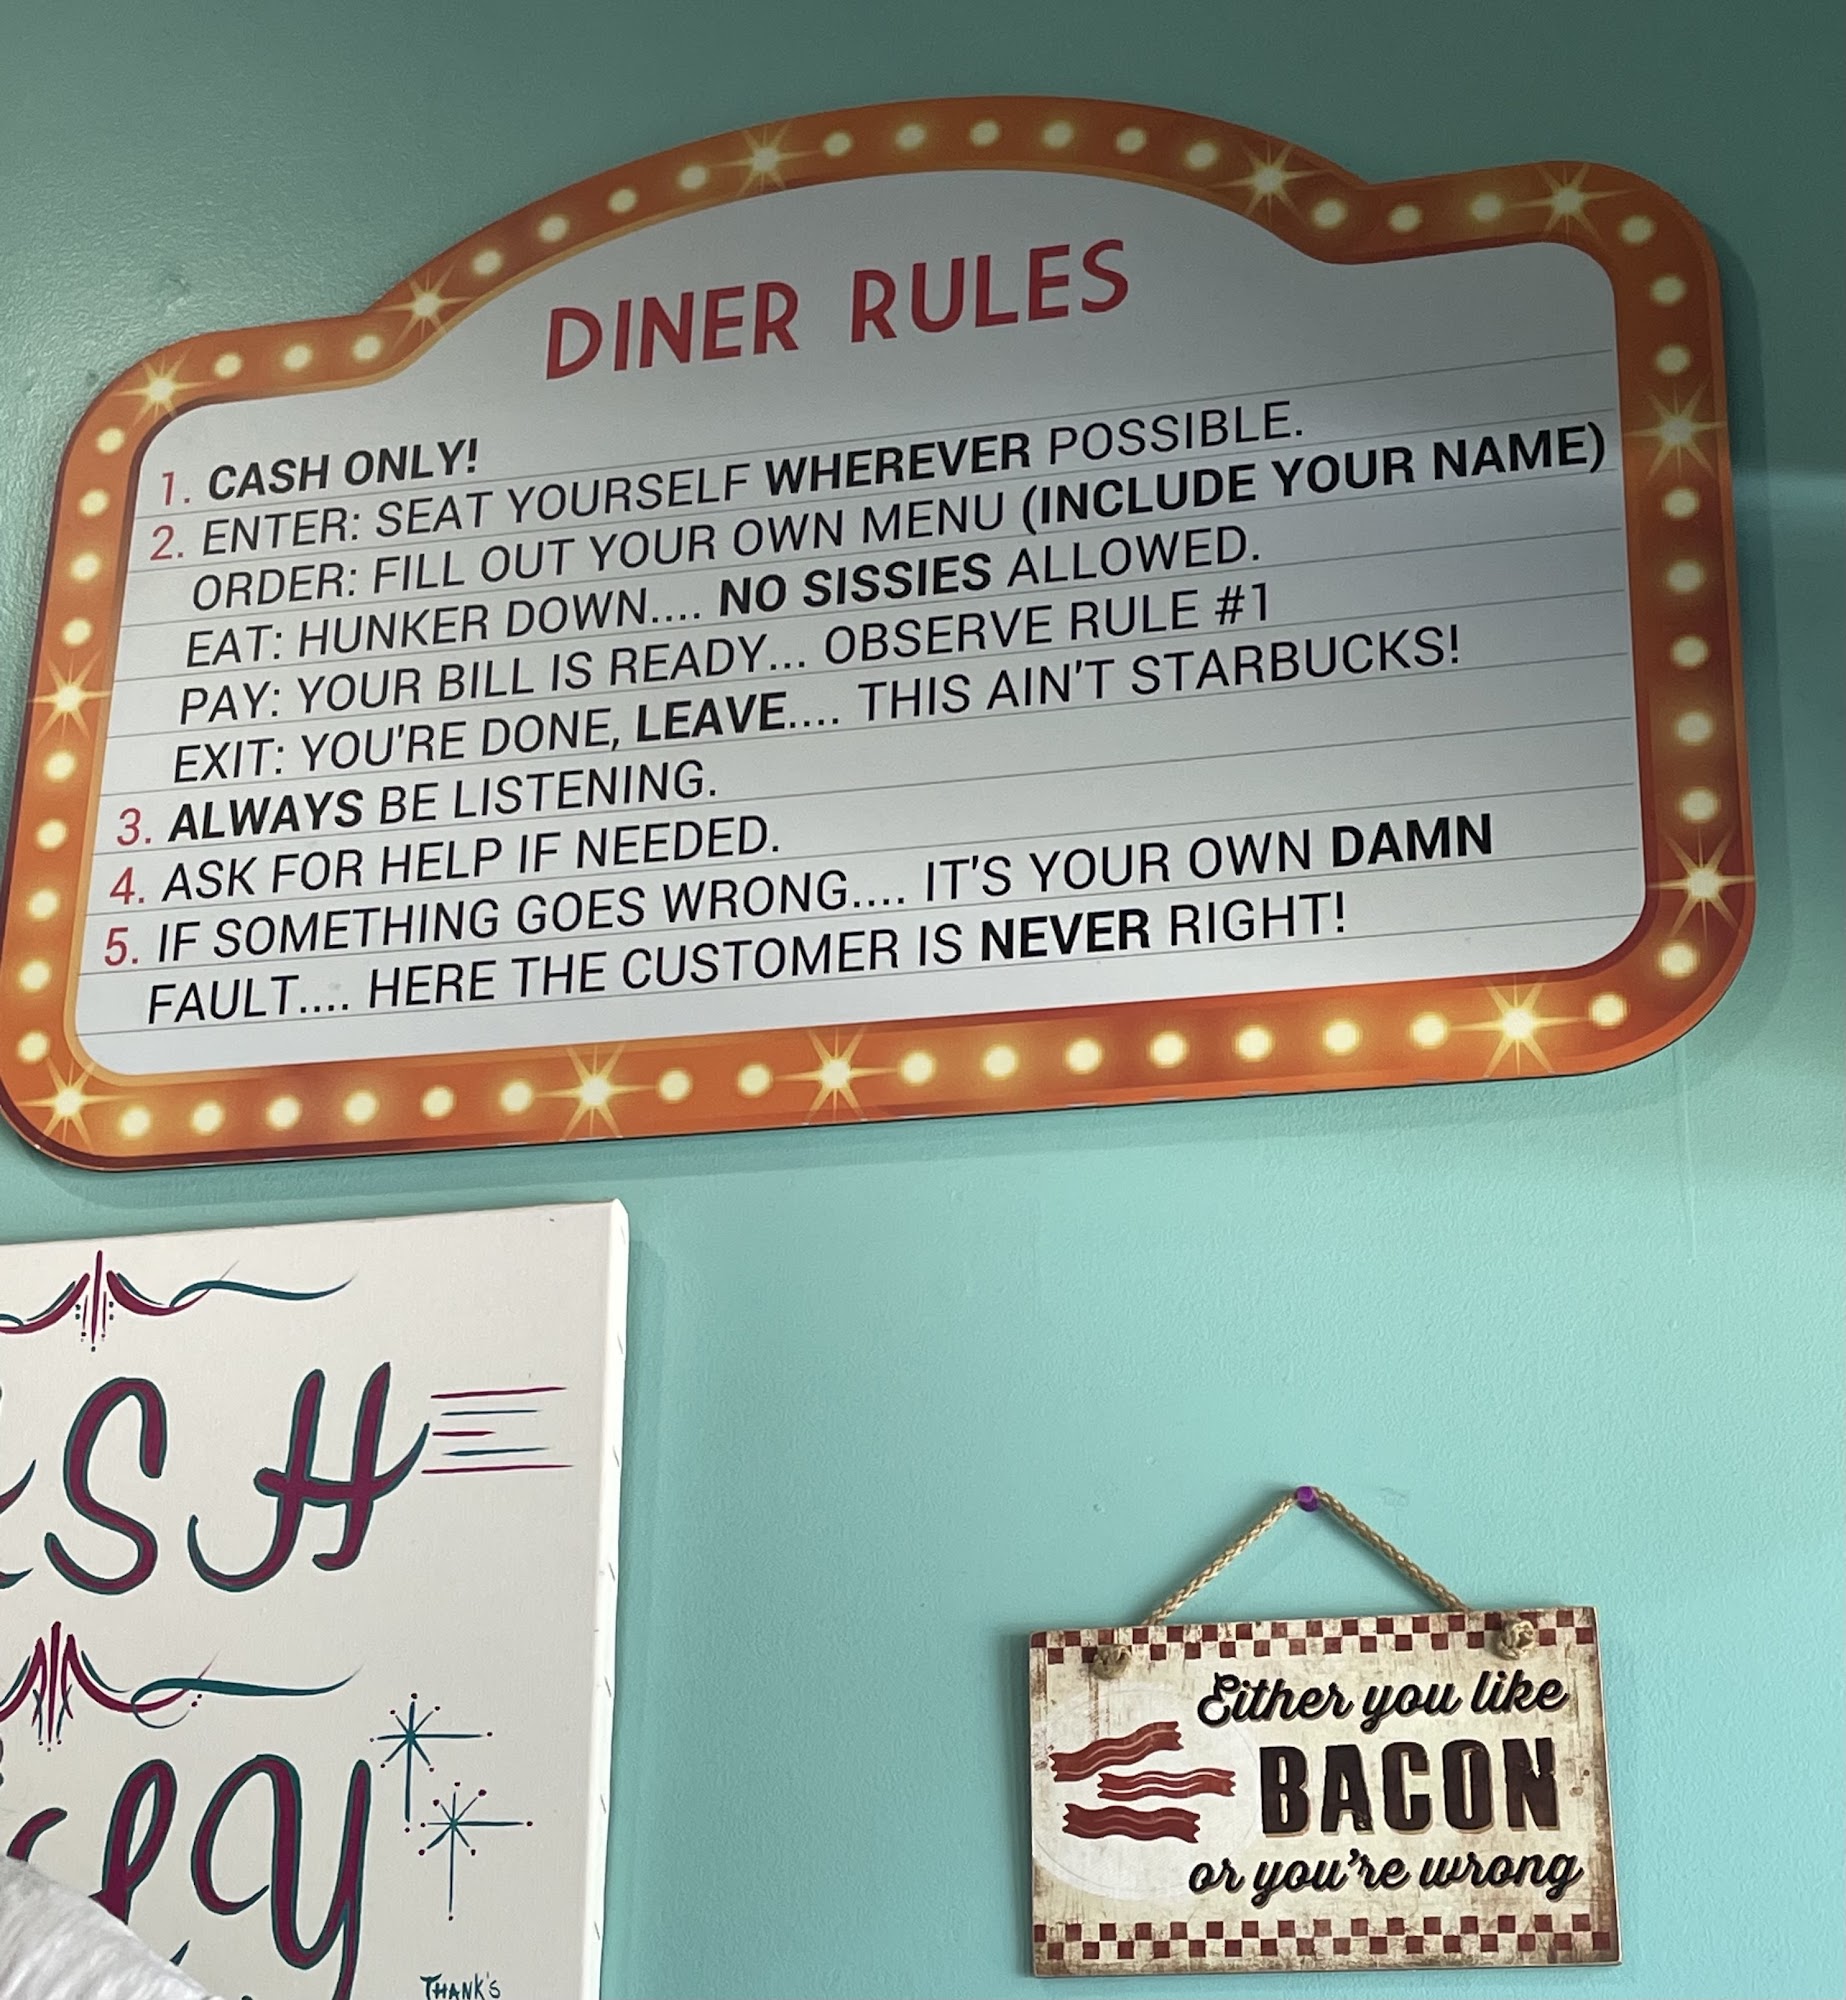 DINER RULES
1. CASH ONLY!
2. ENTER: SEAT YOURSELF WHEREVER POSSIBLE.
ORDER: FILL OUT YOUR OWN MENU (INCLUDE YOUR NAME)
EAT: HUNKER DOWN.... NO SISSIES ALLOWED.
PAY: YOUR BILL IS READY... OBSERVE RULE #1
EXIT: YOU'RE DONE, LEAVE.... THIS AIN'T STARBUCKS!
3. ALWAYS BE LISTENING.
4. ASK FOR HELP IF NEEDED.
5. IF SOMETHING GOES WRONG.... IT'S YOUR OWN DAMN
FAULT.... HERE THE CUSTOMER IS NEVER RIGHT!
SH
LY
THANK'S
Either you like
BACON
or you're wrong